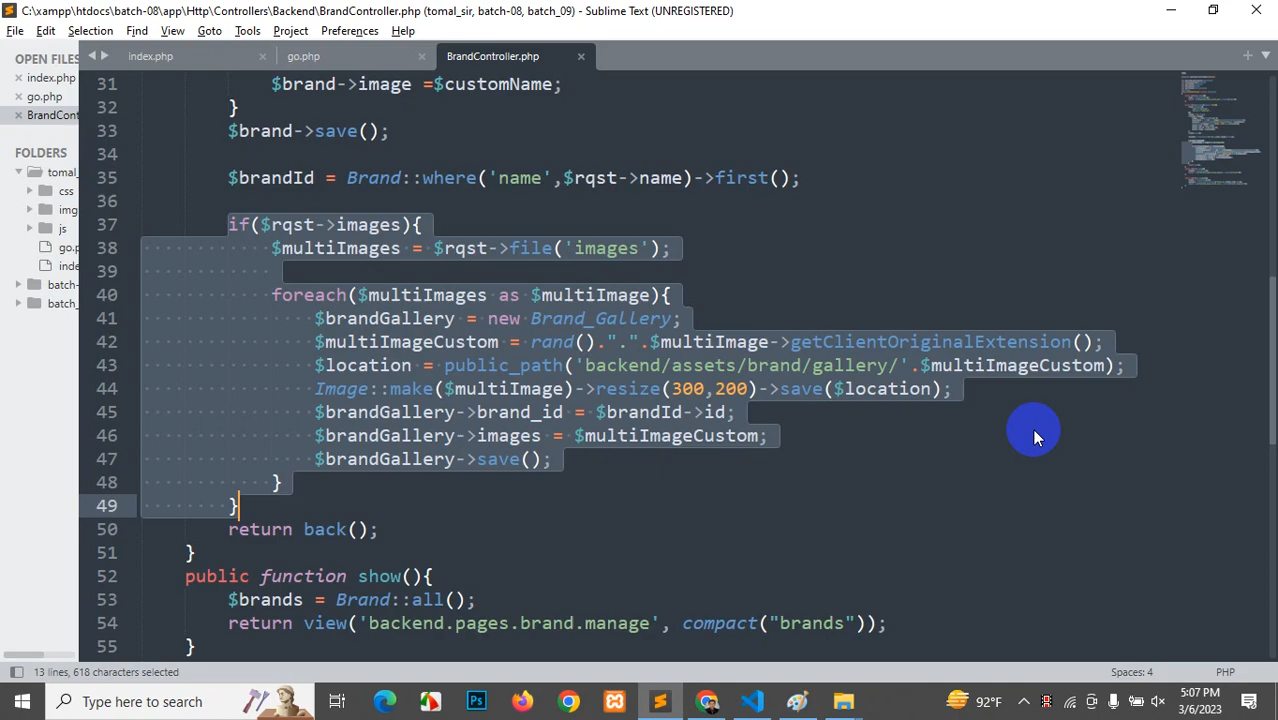 C:\xampp\htdocs\batch-08\app\Http\Controllers\Backend\BrandController.php (tomal_sir, batch-08, batch_09) - Sublime Text (UNREGISTERED)
File Edit Selection Find View Goto Tools Project Preferences Help
OPEN FILES
index.php
go.php
BrandCont
FOLDERS
tomal_
css
img
js
go.p
inde
batch-
batch_
index.php go.php BrandController.php
31 $brand->image =$customName;
32 }
33 $brand->save();
34
35 $brandId = Brand::where('name',$rqst->name)->first();
36
37 if($rqst->images){
38 $multiImages = $rqst->file('images');
39
40 foreach($multiImages as $multiImage){
41 $brandGallery = new Brand_Gallery;
42 $multiImageCustom = rand().".".$multiImage->getClientOriginalExtension();
43 $location = public_path('backend/assets/brand/gallery/'.$multiImageCustom);
44 Image::make($multiImage)->resize(300,200)->save($location);
45 $brandGallery->brand_id = $brandId->id;
46 $brandGallery->images = $multiImageCustom;
47 $brandGallery->save();
48 }
49 }
50 return back();
51 }
52 public function show(){
53 $brands = Brand::all();
54 return view('backend.pages.brand.manage', compact("brands"));
55 }
13 lines, 618 characters selected Spaces: 4 PHP
Type here to search
Ps
92°F
5:07 PM
3/6/2023